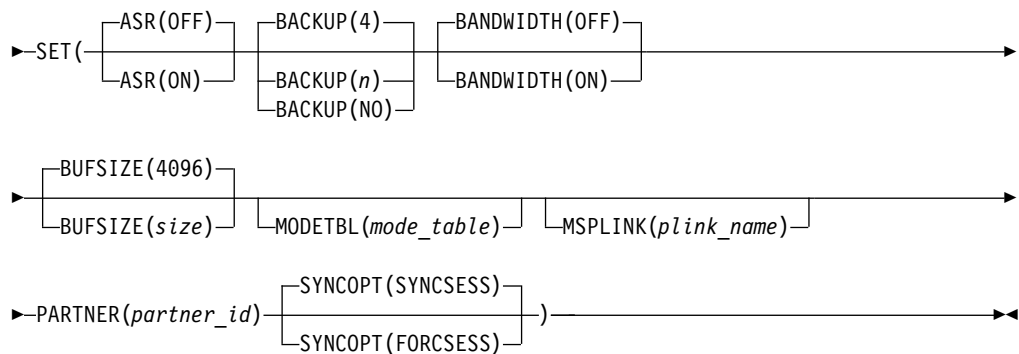 ASR(OFF) BACKUP(4) BANDWIDTH(OFF)
SET(
ASR(ON) BACKUP(n) BANDWIDTH(ON)
BACKUP(NO)
BUFSIZE(4096)
BUFSIZE(size) MODETBL(mode_table) MSPLINK(plink_name)
SYNCOPT(SYNCSESS)
PARTNER(partner_id) )
SYNCOPT(FORCSESS)